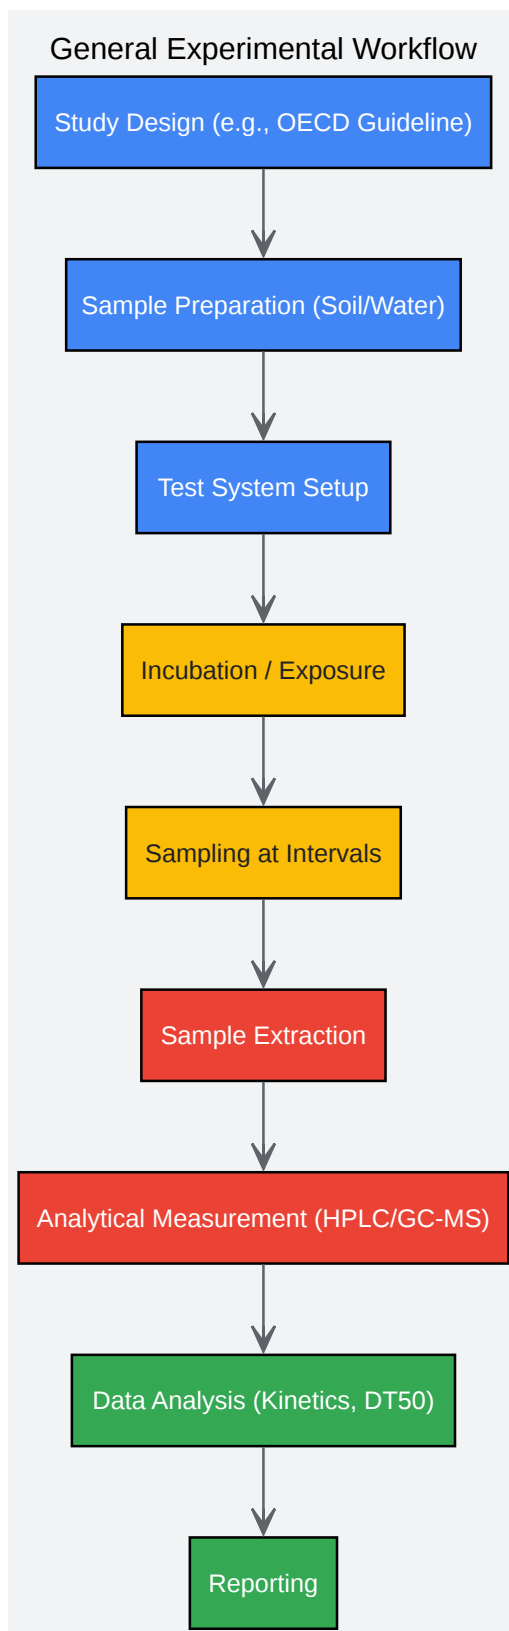 General Experimental Workflow
Study Design (e.g., OECD Guideline)
Sample Preparation (Soil/Water)
Test System Setup
Incubation / Exposure
Sampling at Intervals
Sample Extraction
Analytical Measurement (HPLC/GC-MS)
Data Analysis (Kinetics, DT50)
Reporting